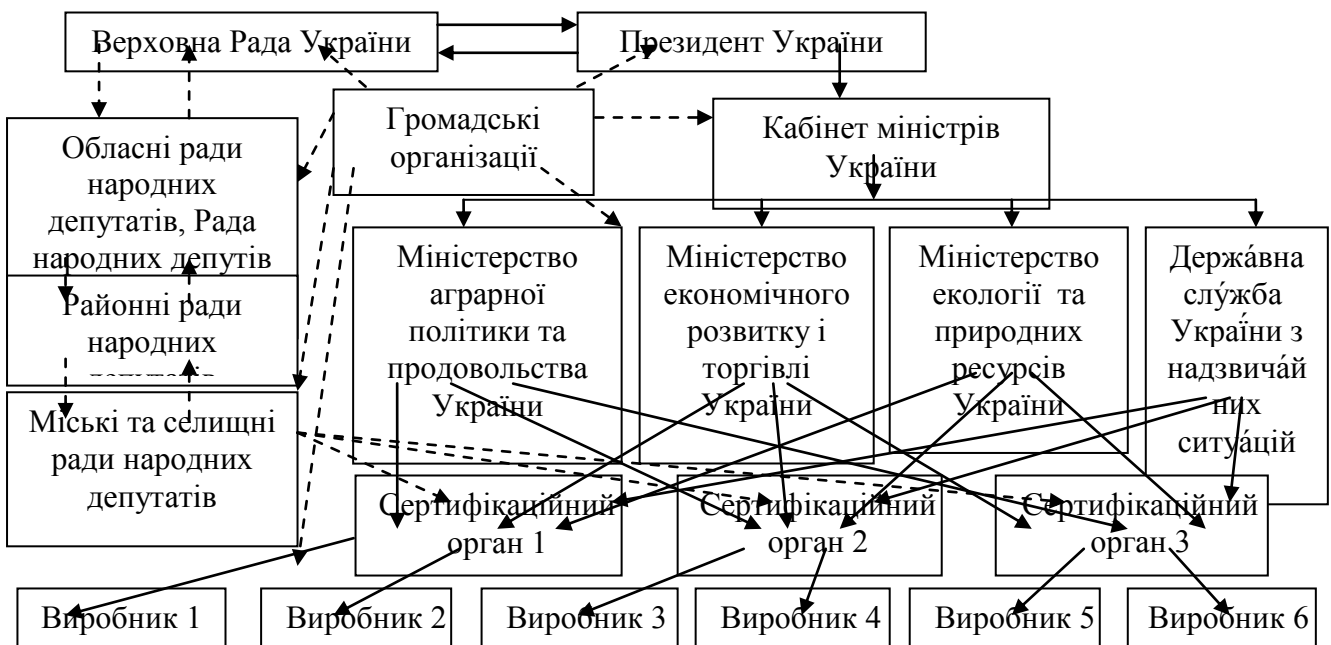 Верховна Рада України
Президент України
Громадські
організації
Кабінет міністрів
України
Обласні ради
народних
депутатів, Рада
народних депутів
Районні ради
народних
депутатів
Міські та селищні
ради народних
депутатів
Міністерство
аграрної
політики та
продовольства
України
Міністерство
економічного
розвитку і
торгівлі
України
Міністерство
екології та
природних
ресурсів
України
Держа́вна
слу́жба
Украї́ни з
надзвича́й
них
ситуа́цій
Сертифікаційний
орган 1
Сертифікаційний
орган 2
Сертифікаційний
орган 3
Виробник 1
Виробник 2
Виробник 3
Виробник 4
Виробник 5
Виробник 6